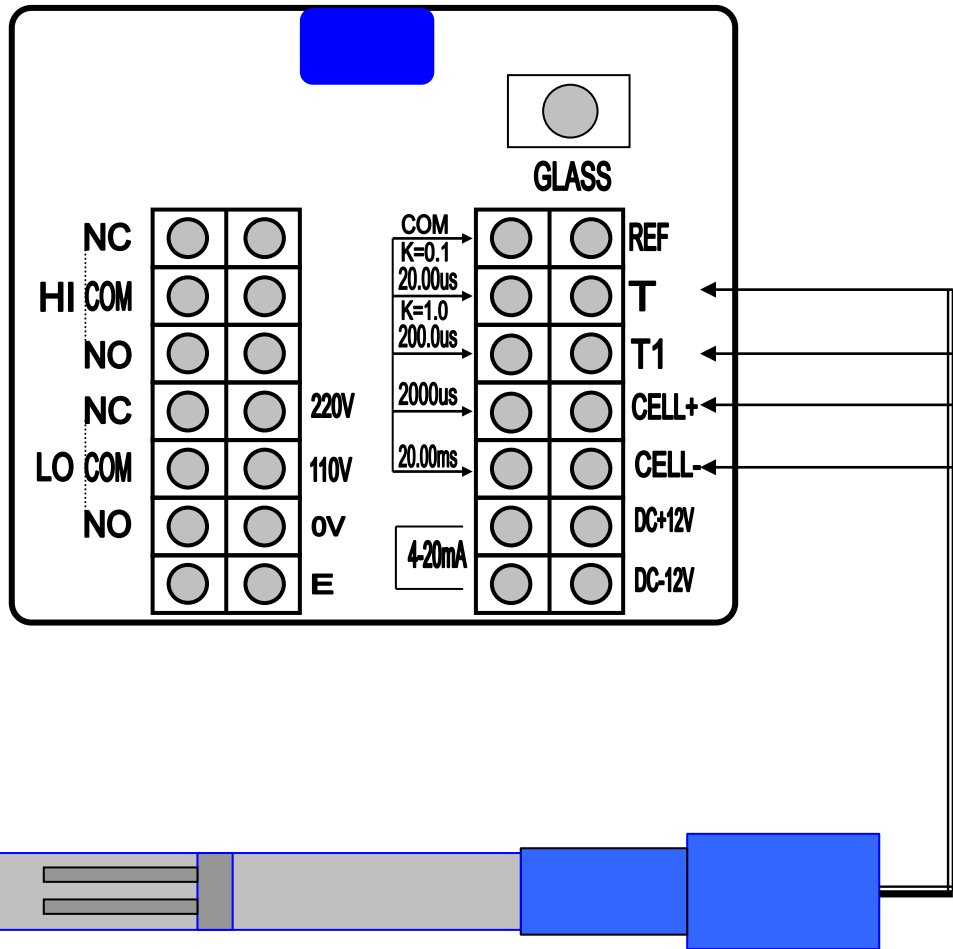 GLASS
NC
HI COM
NO
NC
LO COM
NO
220V
110V
0V
E
COM
K=0.1
20.00us
K=1.0
200.0us
2000us
20.00ms
4-20mA
REF
T
T1
CELL+
CELL-
DC+12V
DC-12V